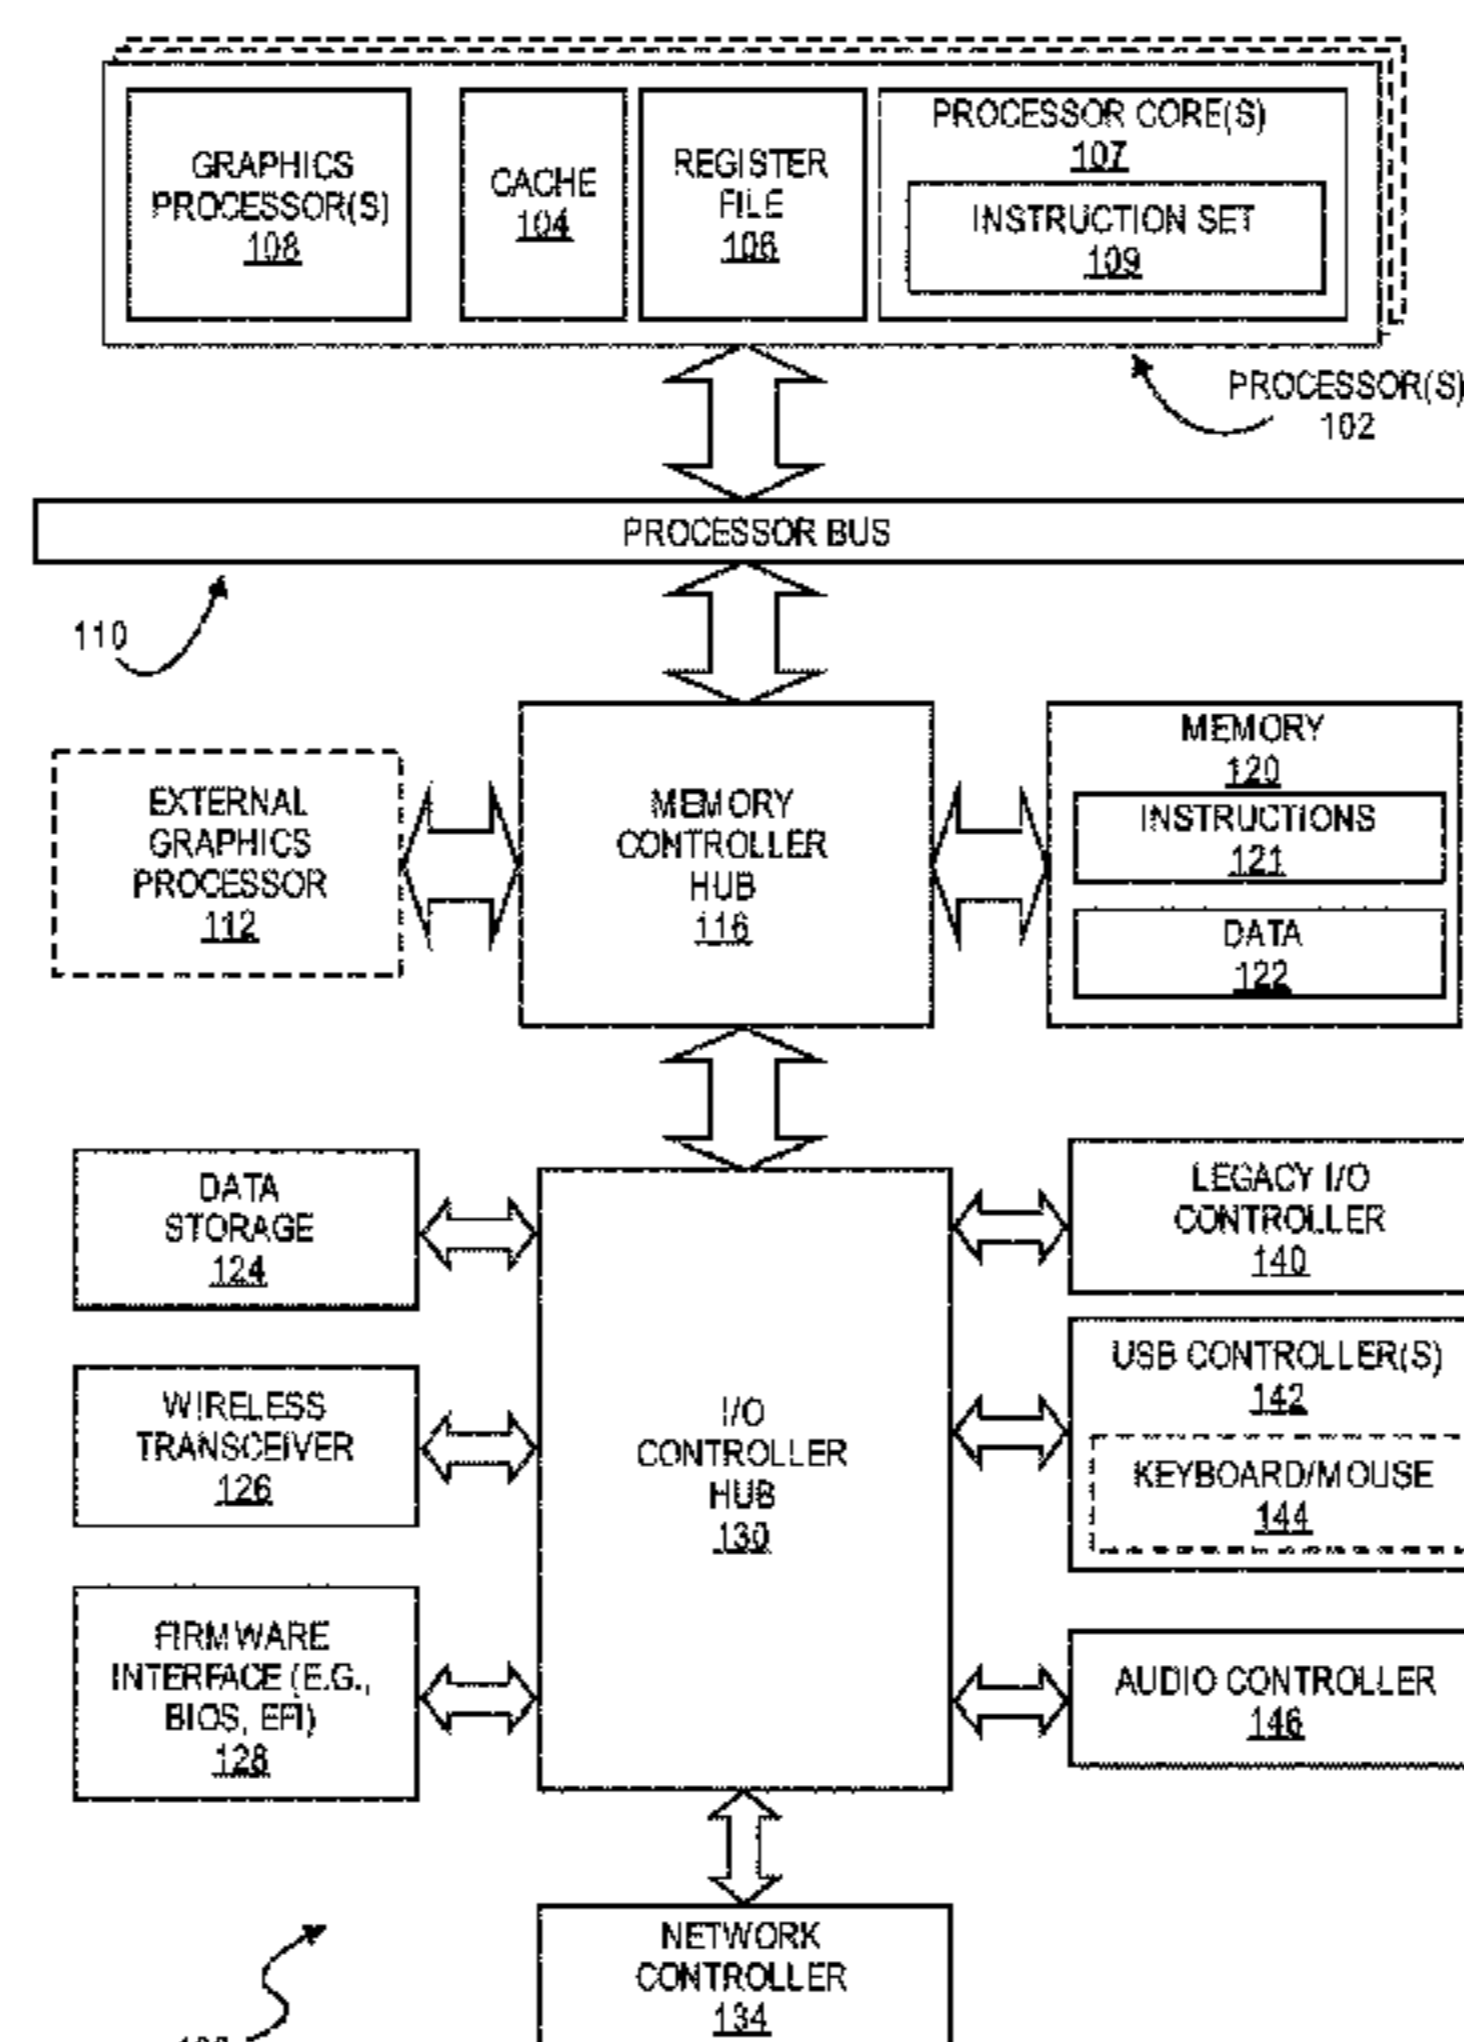 GRAPHICS
PROCESSOR(S)
108
CACHE
104
REGISTER
FILE
106
PROCESSOR CORE(S)
107
INSTRUCTION SET
109
PROCESSOR(S)
102
PROCESSOR BUS
110
EXTERNAL
GRAPHICS
PROCESSOR
112
MEMORY
CONTROLLER
HUB
116
MEMORY
120
INSTRUCTIONS
121
DATA
122
DATA
STORAGE
124
WIRELESS
TRANSCEIVER
126
FIRMWARE
INTERFACE (E.G.,
BIOS, EFI)
128
I/O
CONTROLLER
HUB
130
LEGACY I/O
CONTROLLER
140
USB CONTROLLER(S)
142
KEYBOARD/MOUSE
144
AUDIO CONTROLLER
146
NETWORK
CONTROLLER
134